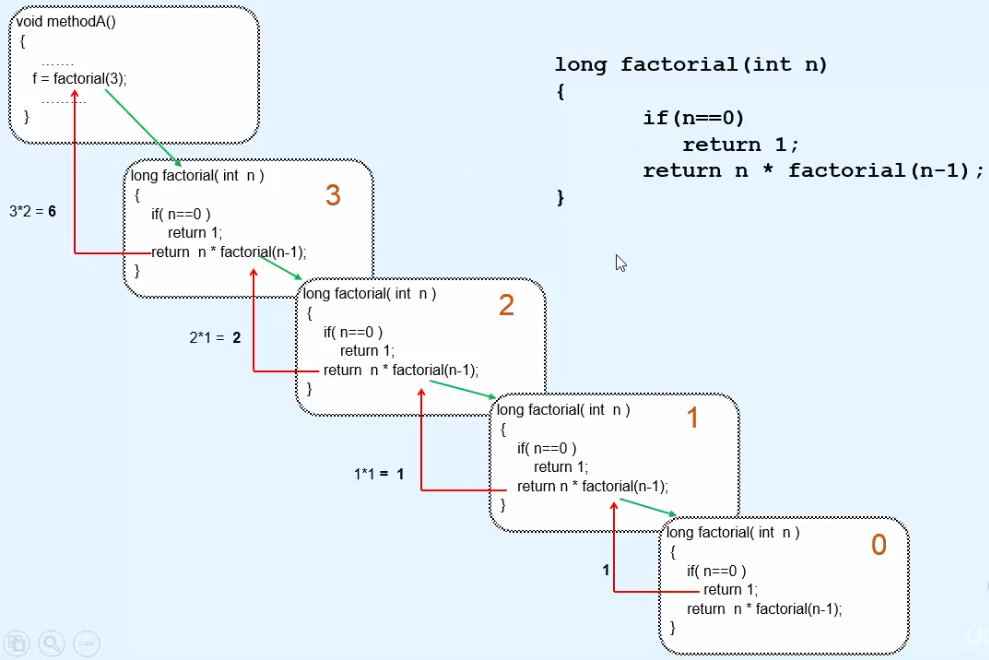 void methodA()
{
.......
f = factorial(3);
..........
}
long factorial(int n)
{
if(n==0)
return 1;
return n * factorial(n-1);
}
long factorial( int n )
3
{
if( n==0 )
return 1;
return n * factorial(n-1);
}
3*2 = 6
long factorial( int n )
2
{
if( n==0 )
return 1;
return n * factorial(n-1);
}
2*1 = 2
long factorial( int n )
1
{
if( n==0 )
return 1;
return n * factorial(n-1);
}
1*1 = 1
long factorial( int n )
0
{
if( n==0 )
return 1;
return n * factorial(n-1);
}
1